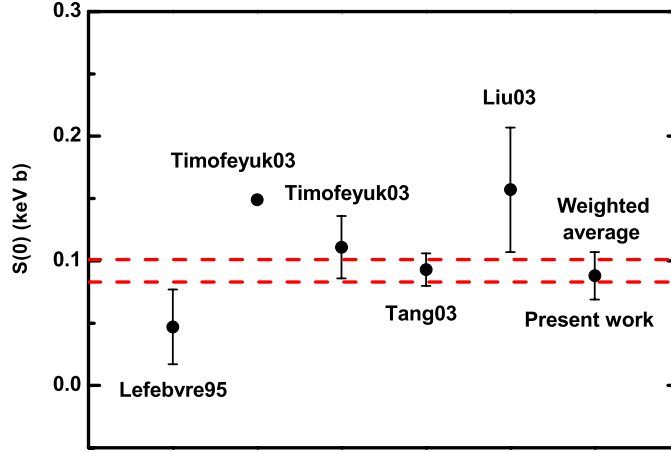 0.3
0.2
0.1
0.0
S(0) (keV b)
Lefebvre95
Timofeyuk03
Timofeyuk03
Tang03
Liu03
Weighted
average
Present work